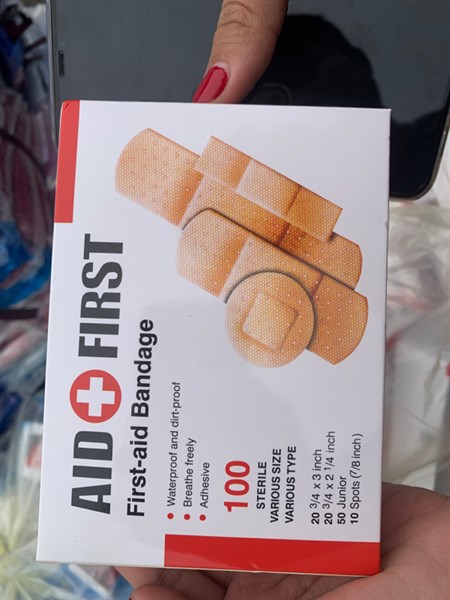 AID FIRST
First-aid Bandage
• Waterproof and dirt-proof
• Breathe freely
• Adhesive
100
STERILE
VARIOUS SIZE
VARIOUS TYPE
20 3/4 x 3 inch
20 3/4 x 2 1/4 inch
50 Junior
10 Spots (7/8 inch)